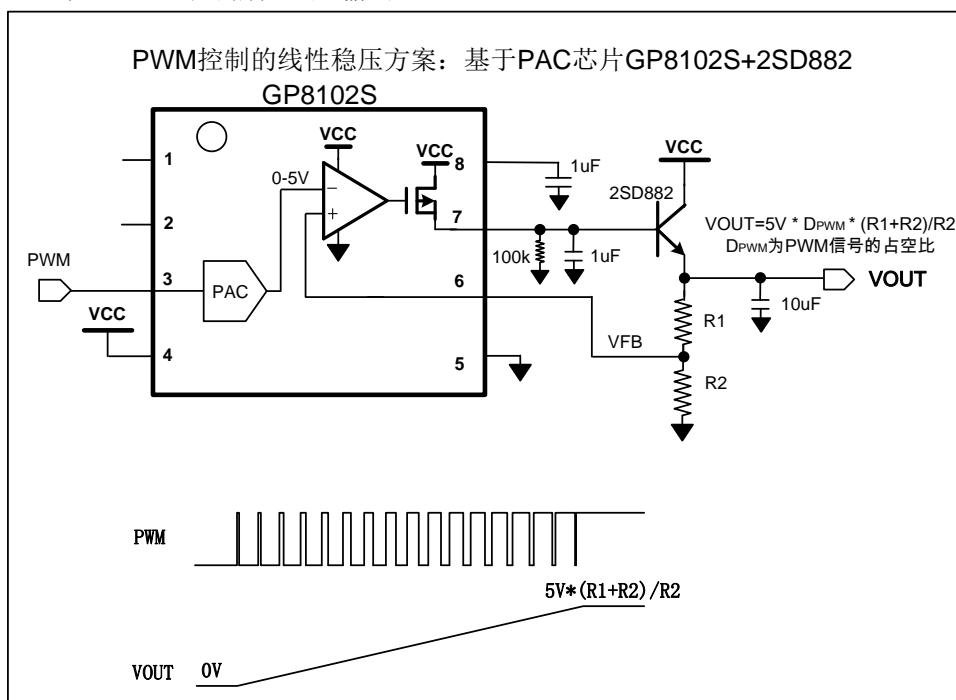 PWM控制的线性稳压方案：基于PAC芯片GP8102S+2SD882
GP8102S
VCC
VCC
VCC
1
8
1uF
0-5V
2SD882
−
+
2
7
VOUT=5V * DPWM * (R1+R2)/R2
DPWM为PWM信号的占空比
100k
1uF
PWM
3
PAC
6
VOUT
10uF
R1
VCC
VFB
4
5
R2
PWM
5V*(R1+R2)/R2
VOUT
0V